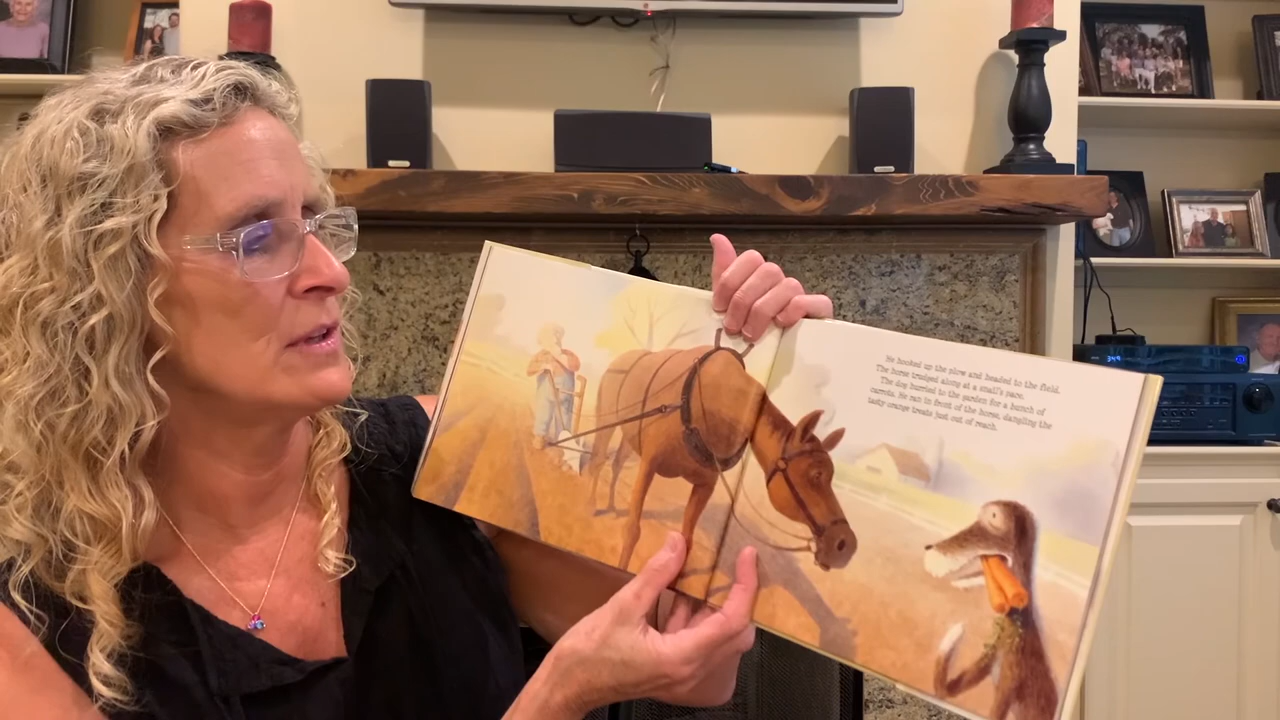 He hooked up the plow and headed to the field.
The horse trudged along at a snail's pace.
The dog hurried to the garden for a bunch of
carrots. He ran in front of the horse, dangling the
tasty orange treats just out of reach.
349